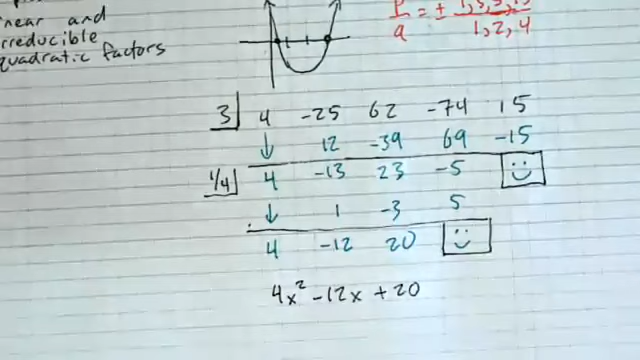 near and
rreducible
quadratic factors
p/q = ± 1, 3, 5, 15 / 1, 2, 4
3 4 -25 62 -74 15
↓ 12 -39 69 -15
1/4 4 -13 23 -5
↓ 1 -3 5
4 -12 20
4x² -12x +20